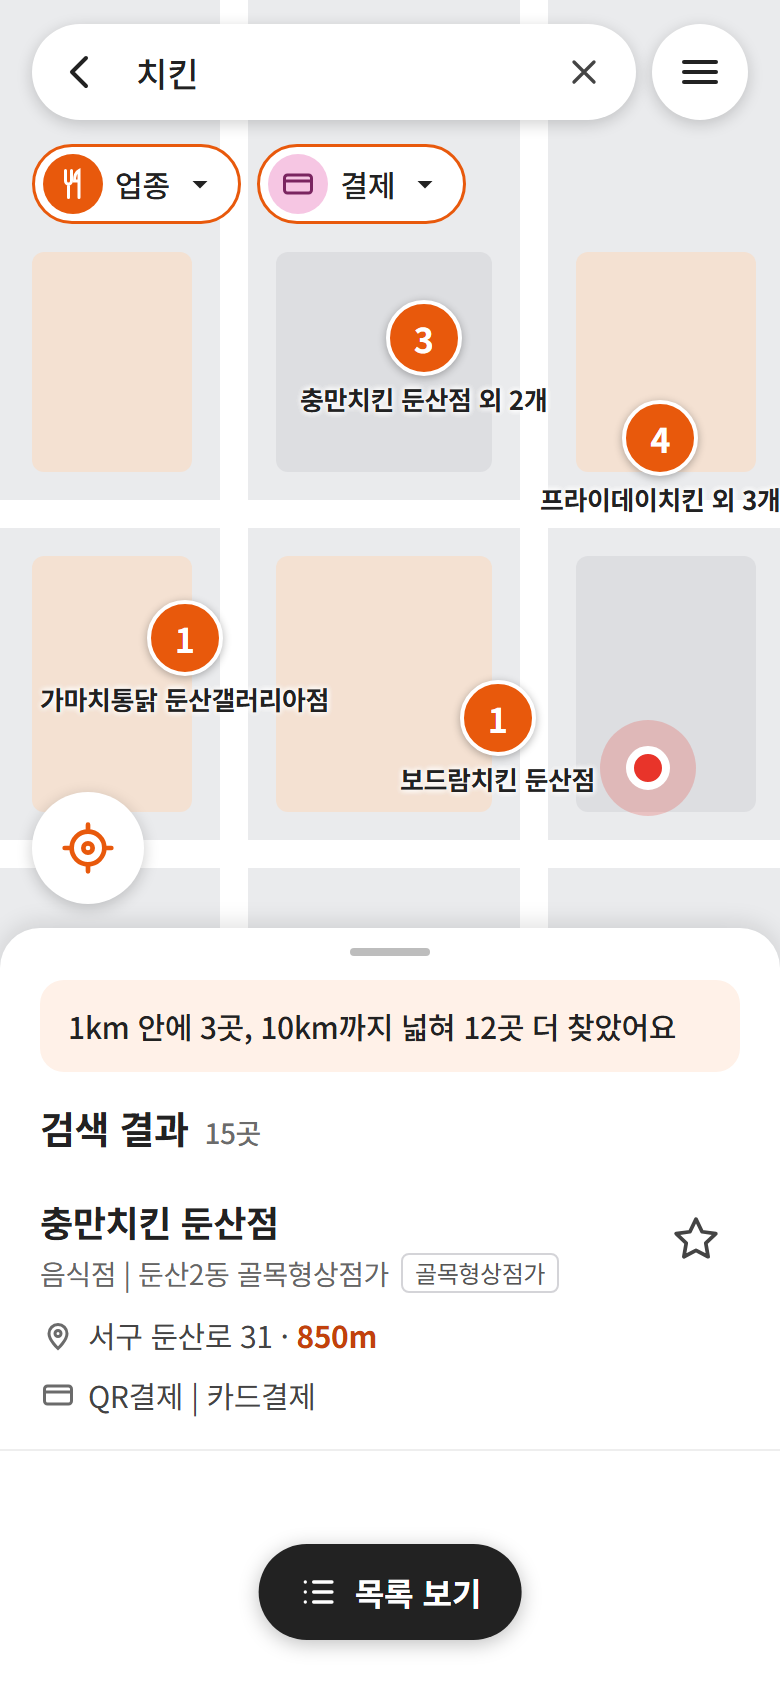 치킨
업종
결제
3
충만치킨 둔산점 외 2개
4
프라이데이치킨 외 3개
1
가마치통닭 둔산갤러리아점
1
보드람치킨 둔산점
1km 안에 3곳, 10km까지 넓혀 12곳 더 찾았어요
검색 결과 15곳
충만치킨 둔산점
음식점 | 둔산2동 골목형상점가 골목형상점가
서구 둔산로 31 · 850m
QR결제 | 카드결제
목록 보기